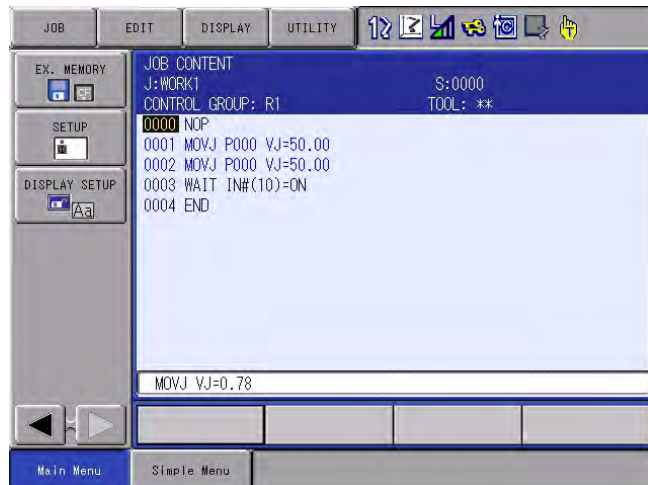 JOB EDIT DISPLAY UTILITY
EX. MEMORY
CF
SETUP
DISPLAY SETUP
Aa
JOB CONTENT
J:WORK1 S:0000
CONTROL GROUP: R1 TOOL: **
0000 NOP
0001 MOVJ P000 VJ=50.00
0002 MOVJ P000 VJ=50.00
0003 WAIT IN#(10)=ON
0004 END
MOVJ VJ=0.78
Main Menu Simple Menu